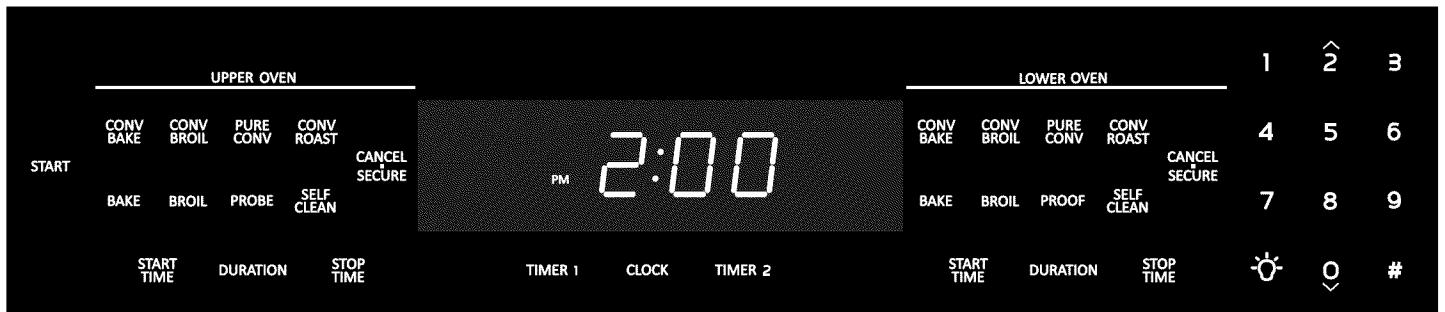 UPPER OVEN
LOWER OVEN
1 2 3
CONV BAKE
CONV BROIL
PURE CONV
CONV ROAST
CONV BAKE
CONV BROIL
PURE CONV
CONV ROAST
4 5 6
START
CANCEL
SECURE
PM 2:00
CANCEL
SECURE
BAKE BROIL PROBE SELF CLEAN
BAKE BROIL PROOF SELF CLEAN
7 8 9
START TIME
DURATION
STOP TIME
TIMER 1 CLOCK TIMER 2
START TIME
DURATION
STOP TIME
0 #